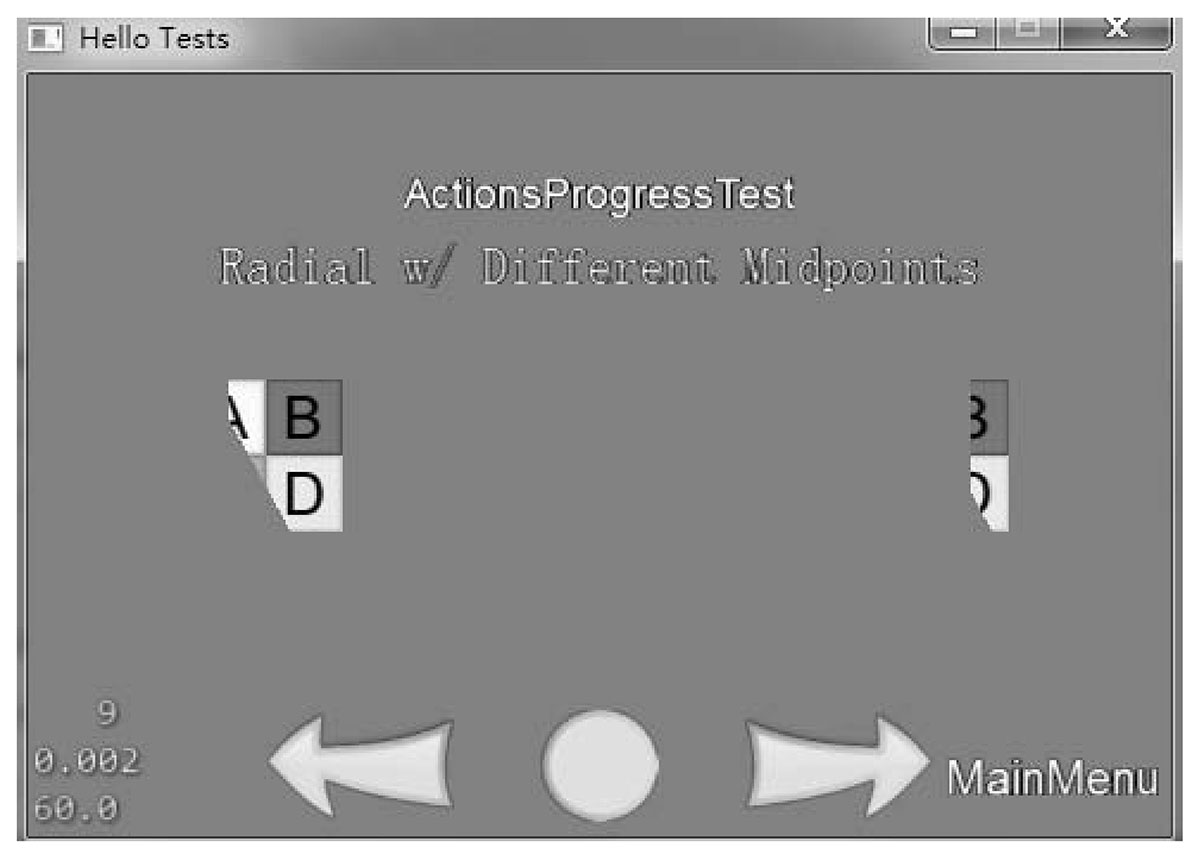 Hello Tests
ActionsProgressTest
Radial w/ Different Midpoints
A B
B
D
D
9
0.002
60.0
MainMenu